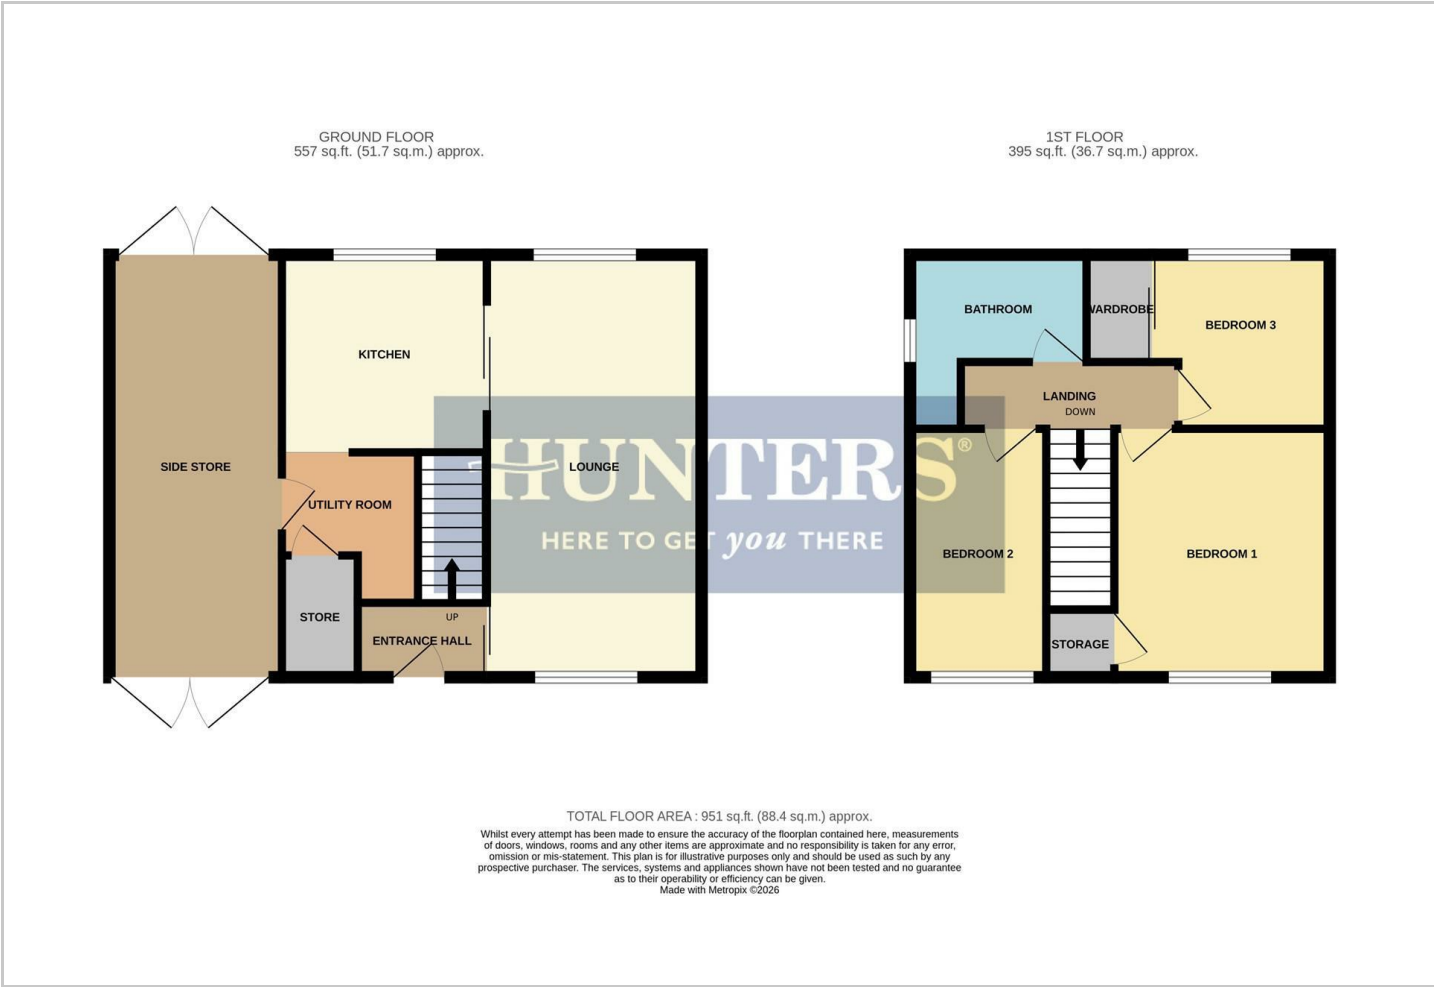 GROUND FLOOR
557 sq.ft. (51.7 sq.m.) approx.
1ST FLOOR
395 sq.ft. (36.7 sq.m.) approx.
SIDE STORE
KITCHEN
LOUNGE
UTILITY ROOM
STORE
UP
ENTRANCE HALL
BATHROOM
WARDROBE
BEDROOM 3
LANDING
DOWN
BEDROOM 2
BEDROOM 1
STORAGE
HUNTERS®
HERE TO GET you THERE
TOTAL FLOOR AREA : 951 sq.ft. (88.4 sq.m.) approx.
Whilst every attempt has been made to ensure the accuracy of the floorplan contained here, measurements
of doors, windows, rooms and any other items are approximate and no responsibility is taken for any error,
omission or mis-statement. This plan is for illustrative purposes only and should be used as such by any
prospective purchaser. The services, systems and appliances shown have not been tested and no guarantee
as to their operability or efficiency can be given.
Made with Metropix ©2026